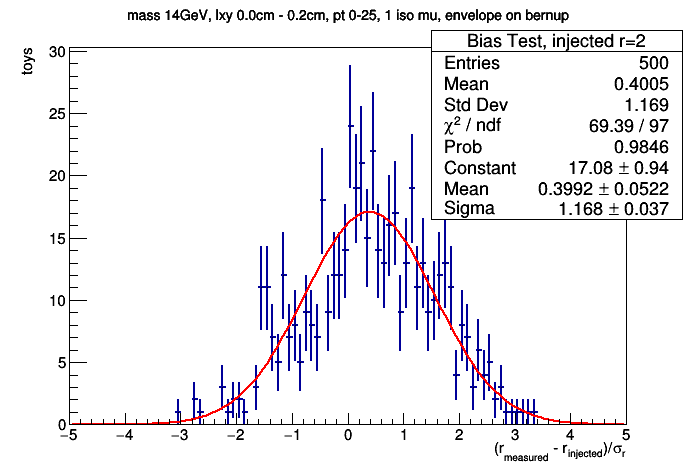 mass 14GeV, lxy 0.0cm - 0.2cm, pt 0-25, 1 iso mu, envelope on bernup
Bias Test, injected r=2
Entries 500
Mean 0.4005
Std Dev 1.169
χ² / ndf 69.39 / 97
Prob 0.9846
Constant 17.08 ± 0.94
Mean 0.3992 ± 0.0522
Sigma 1.168 ± 0.037
toys
30
25
20
15
10
5
0
−5 −4 −3 −2 −1 0 1 2 3 4 5
(r_measured - r_injected)/σ_r